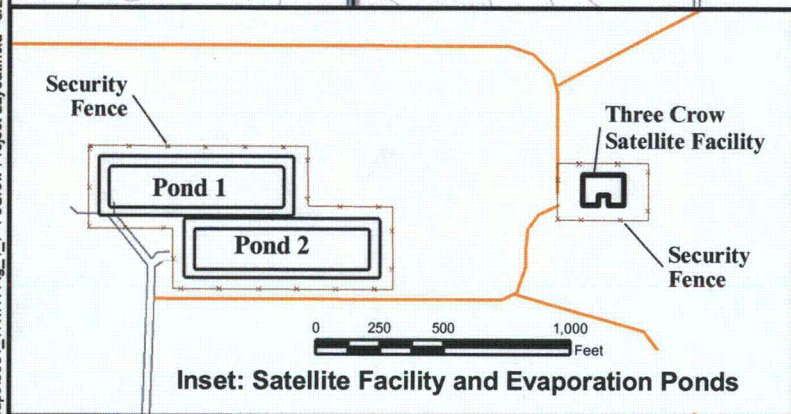 Security
Fence
Pond 1
Pond 2
Three Crow
Satellite Facility
Security
Fence
0 250 500 1,000
Feet
Inset: Satellite Facility and Evaporation Ponds